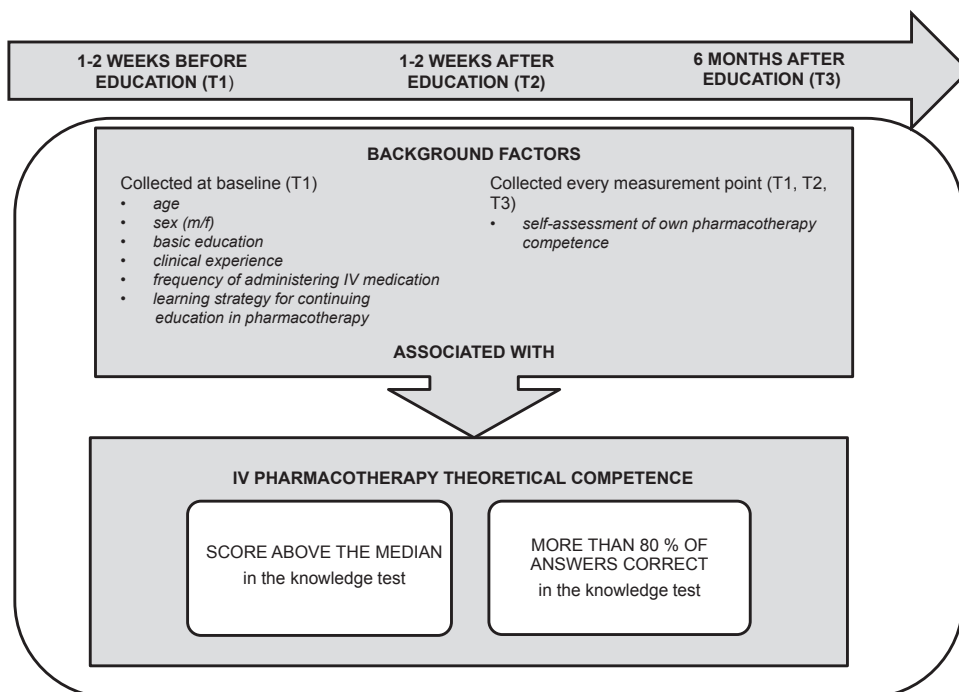 1-2 WEEKS BEFORE
EDUCATION (T1)
1-2 WEEKS AFTER
EDUCATION (T2)
6 MONTHS AFTER
EDUCATION (T3)
BACKGROUND FACTORS
Collected at baseline (T1)
• age
• sex (m/f)
• basic education
• clinical experience
• frequency of administering IV medication
• learning strategy for continuing
education in pharmacotherapy
Collected every measurement point (T1, T2,
T3)
• self-assessment of own pharmacotherapy
competence
ASSOCIATED WITH
IV PHARMACOTHERAPY THEORETICAL COMPETENCE
SCORE ABOVE THE MEDIAN
in the knowledge test
MORE THAN 80 % OF
ANSWERS CORRECT
in the knowledge test